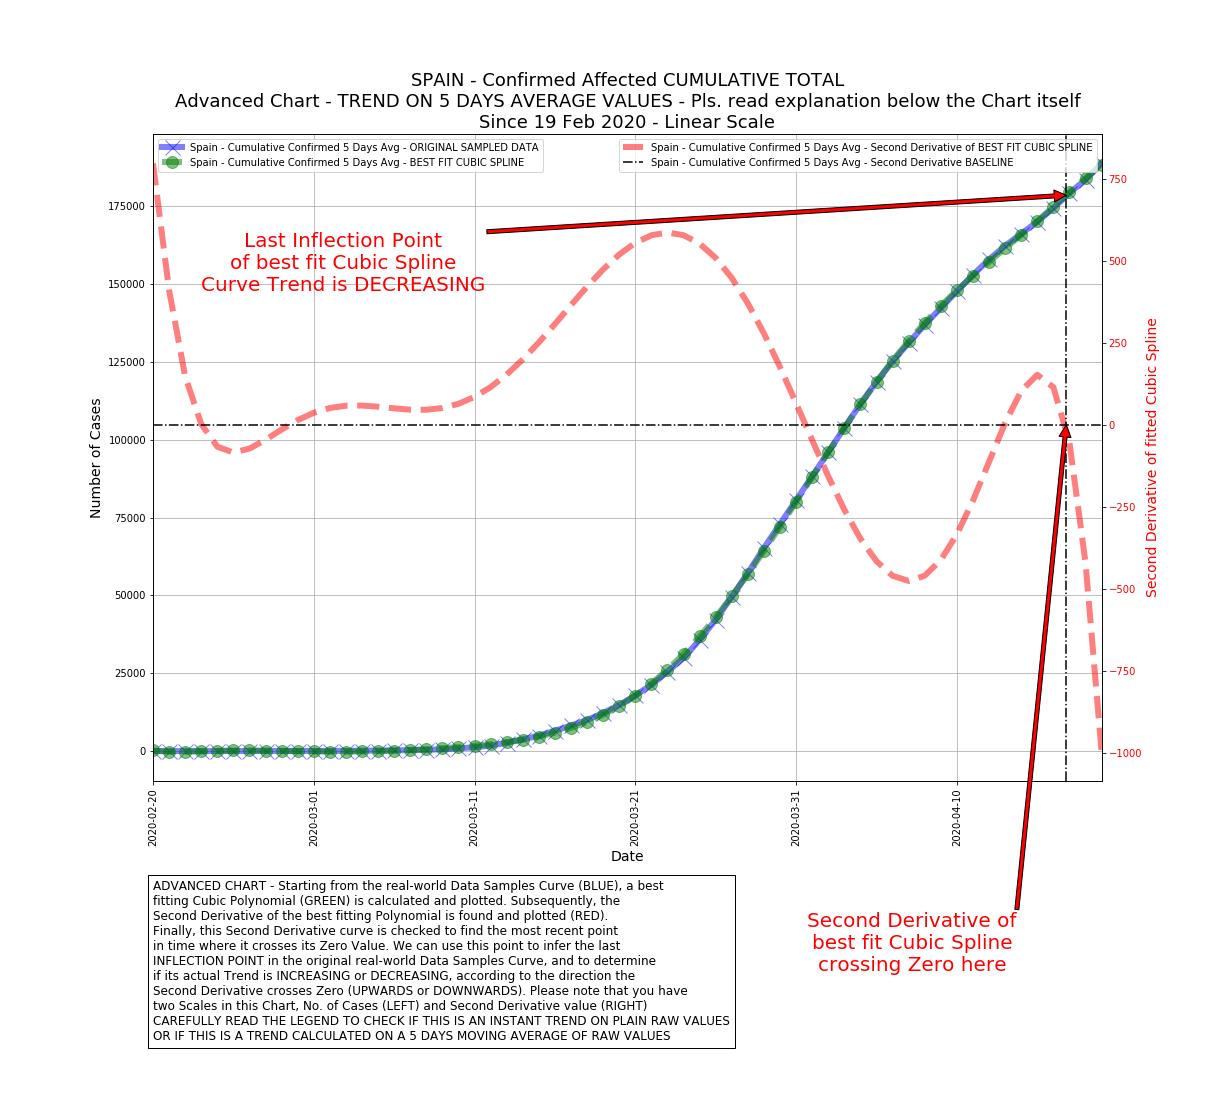 SPAIN - Confirmed Affected CUMULATIVE TOTAL
Advanced Chart - TREND ON 5 DAYS AVERAGE VALUES - Pls. read explanation below the Chart itself
Since 19 Feb 2020 - Linear Scale
Spain - Cumulative Confirmed 5 Days Avg - ORIGINAL SAMPLED DATA
Spain - Cumulative Confirmed 5 Days Avg - BEST FIT CUBIC SPLINE
Spain - Cumulative Confirmed 5 Days Avg - Second Derivative of BEST FIT CUBIC SPLINE
Spain - Cumulative Confirmed 5 Days Avg - Second Derivative BASELINE
Last Inflection Point
of best fit Cubic Spline
Curve Trend is DECREASING
Number of Cases
175000
150000
125000
100000
75000
50000
25000
0
750
500
250
0
−250
−500
−750
−1000
Second Derivative of fitted Cubic Spline
2020-02-20
2020-03-01
2020-03-11
2020-03-21
2020-03-31
2020-04-10
Date
ADVANCED CHART - Starting from the real-world Data Samples Curve (BLUE), a best
fitting Cubic Polynomial (GREEN) is calculated and plotted. Subsequently, the
Second Derivative of the best fitting Polynomial is found and plotted (RED).
Finally, this Second Derivative curve is checked to find the most recent point
in time where it crosses its Zero Value. We can use this point to infer the last
INFLECTION POINT in the original real-world Data Samples Curve, and to determine
if its actual Trend is INCREASING or DECREASING, according to the direction the
Second Derivative crosses Zero (UPWARDS or DOWNWARDS). Please note that you have
two Scales in this Chart, No. of Cases (LEFT) and Second Derivative value (RIGHT)
CAREFULLY READ THE LEGEND TO CHECK IF THIS IS AN INSTANT TREND ON PLAIN RAW VALUES
OR IF THIS IS A TREND CALCULATED ON A 5 DAYS MOVING AVERAGE OF RAW VALUES
Second Derivative of
best fit Cubic Spline
crossing Zero here